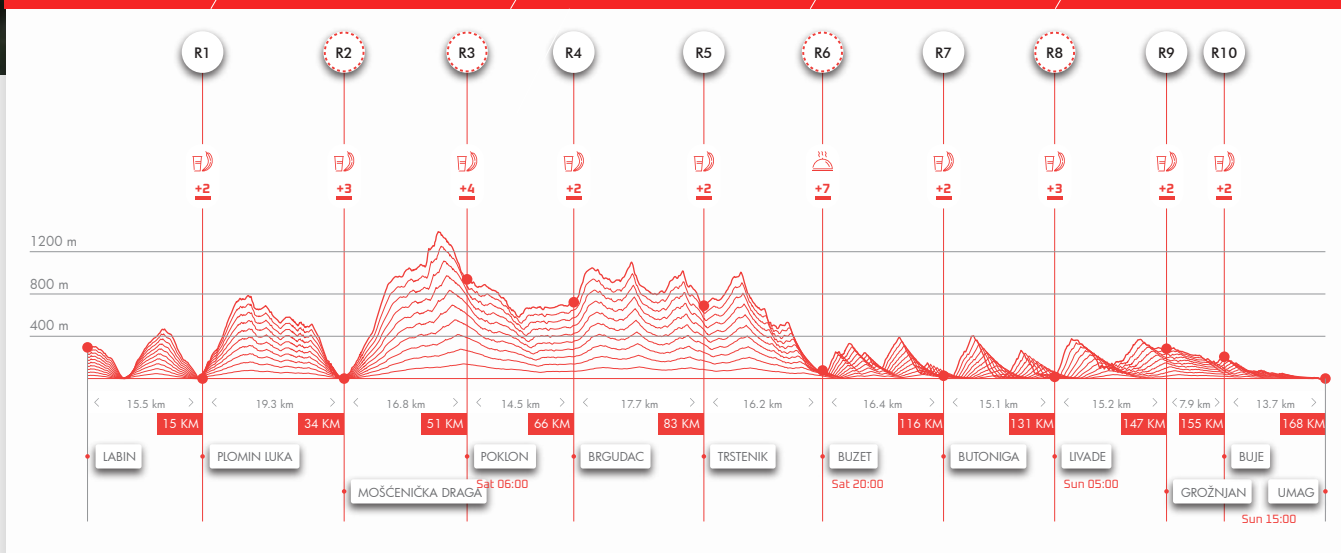 R1 R2 R3 R4 R5 R6 R7 R8 R9 R10
+2 +3 +4 +2 +2 +7 +2 +3 +2 +2
1200 m
800 m
400 m
15.5 km 19.3 km 16.8 km 14.5 km 17.7 km 16.2 km 16.4 km 15.1 km 15.2 km 7.9 km 13.7 km
15 KM 34 KM 51 KM 66 KM 83 KM 116 KM 131 KM 147 KM 155 KM 168 KM
LABIN PLOMIN LUKA POKLON BRGUDAC TRSTENIK BUZET BUTONIGA LIVADE BUJE
Sat 06:00 Sat 20:00 Sun 05:00
MOŠĆENIČKA DRAGA GROŽNJAN UMAG
Sun 15:00